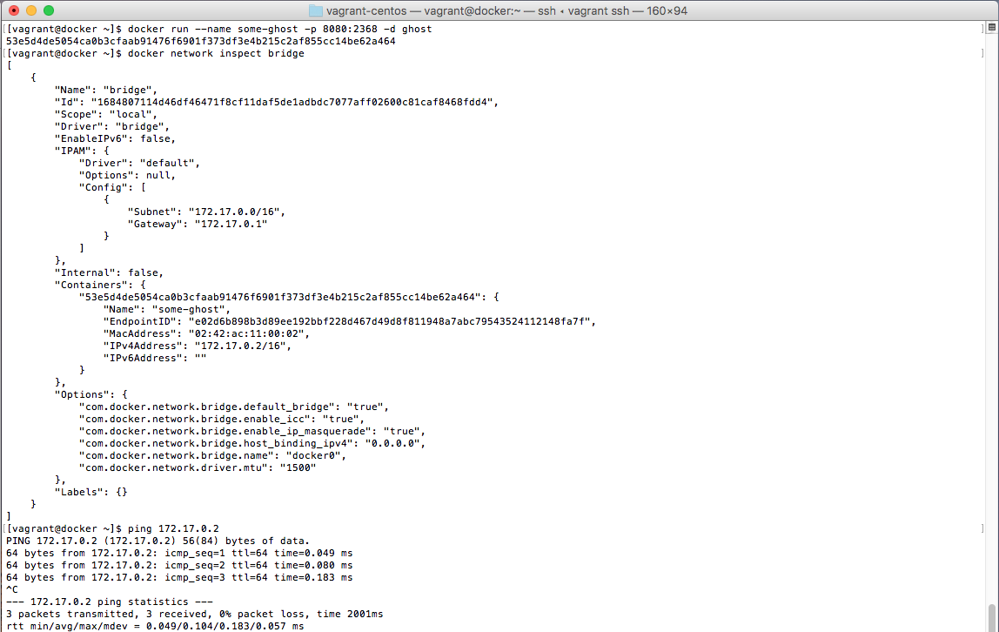 vagrant-centos — vagrant@docker:~ — ssh ◂ vagrant ssh — 160×94
[[vagrant@docker ~]$ docker run --name some-ghost -p 8080:2368 -d ghost ]
53e5d4de5054ca0b3cfaab91476f6901f373df3e4b215c2af855cc14be62a464
[[vagrant@docker ~]$ docker network inspect bridge ]
[
    {
        "Name": "bridge",
        "Id": "1684807114d46df46471f8cf11daf5de1adbdc7077aff02600c81caf8468fdd4",
        "Scope": "local",
        "Driver": "bridge",
        "EnableIPv6": false,
        "IPAM": {
            "Driver": "default",
            "Options": null,
            "Config": [
                {
                    "Subnet": "172.17.0.0/16",
                    "Gateway": "172.17.0.1"
                }
            ]
        },
        "Internal": false,
        "Containers": {
            "53e5d4de5054ca0b3cfaab91476f6901f373df3e4b215c2af855cc14be62a464": {
                "Name": "some-ghost",
                "EndpointID": "e02d6b898b3d89ee192bbf228d467d49d8f811948a7abc79543524112148fa7f",
                "MacAddress": "02:42:ac:11:00:02",
                "IPv4Address": "172.17.0.2/16",
                "IPv6Address": ""
            }
        },
        "Options": {
            "com.docker.network.bridge.default_bridge": "true",
            "com.docker.network.bridge.enable_icc": "true",
            "com.docker.network.bridge.enable_ip_masquerade": "true",
            "com.docker.network.bridge.host_binding_ipv4": "0.0.0.0",
            "com.docker.network.bridge.name": "docker0",
            "com.docker.network.driver.mtu": "1500"
        },
        "Labels": {}
    }
]
[[vagrant@docker ~]$ ping 172.17.0.2 ]
PING 172.17.0.2 (172.17.0.2) 56(84) bytes of data.
64 bytes from 172.17.0.2: icmp_seq=1 ttl=64 time=0.049 ms
64 bytes from 172.17.0.2: icmp_seq=2 ttl=64 time=0.080 ms
64 bytes from 172.17.0.2: icmp_seq=3 ttl=64 time=0.183 ms
^C
--- 172.17.0.2 ping statistics ---
3 packets transmitted, 3 received, 0% packet loss, time 2001ms
rtt min/avg/max/mdev = 0.049/0.104/0.183/0.057 ms